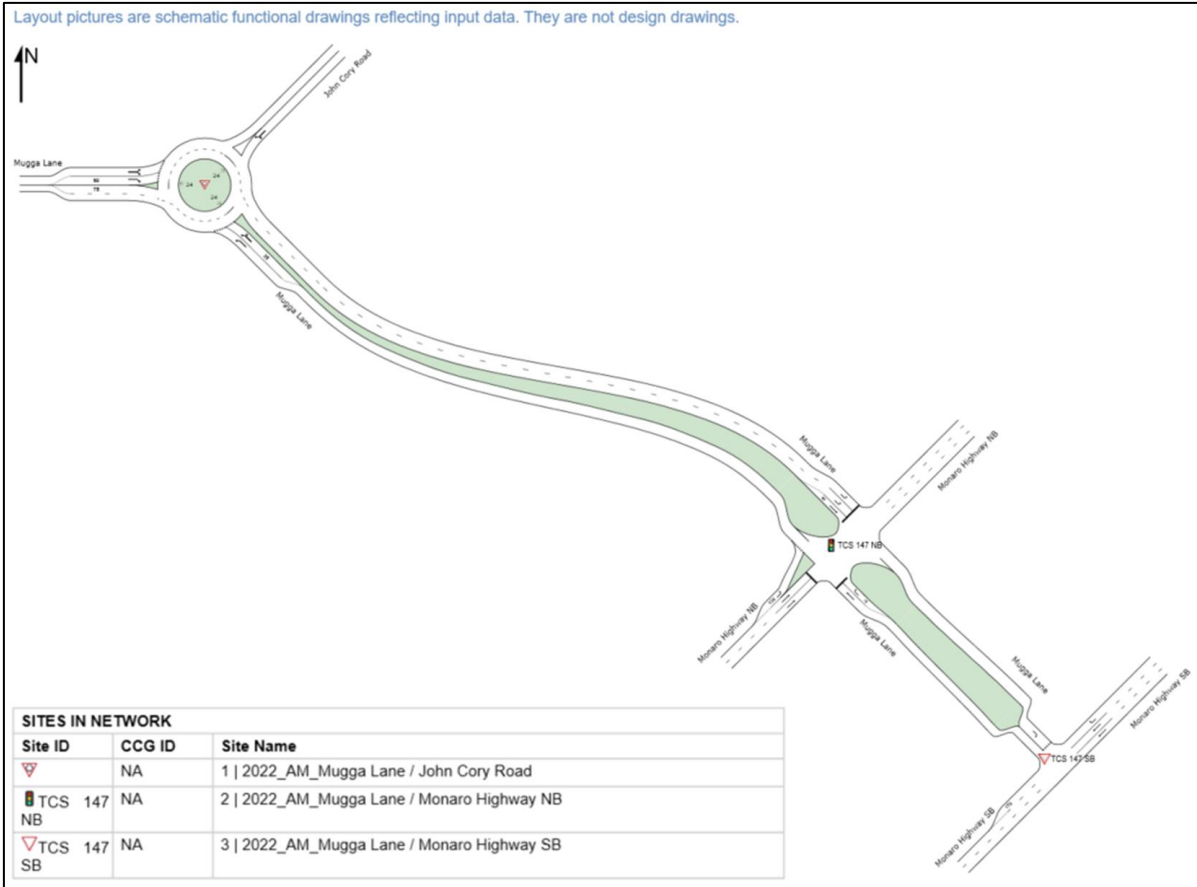 Layout pictures are schematic functional drawings reflecting input data. They are not design drawings.
N
John Cory Road
Mugga Lane
24
24
24
Mugga Lane
Mugga Lane
Monaro Highway NB
TCS 147 NB
Monaro Highway NB
Mugga Lane
Mugga Lane
Monaro Highway SB
TCS 147 SB
Monaro Highway SB
SITES IN NETWORK
Site ID CCG ID Site Name
NA 1 | 2022_AM_Mugga Lane / John Cory Road
TCS 147 NA 2 | 2022_AM_Mugga Lane / Monaro Highway NB
NB
TCS 147 NA 3 | 2022_AM_Mugga Lane / Monaro Highway SB
SB